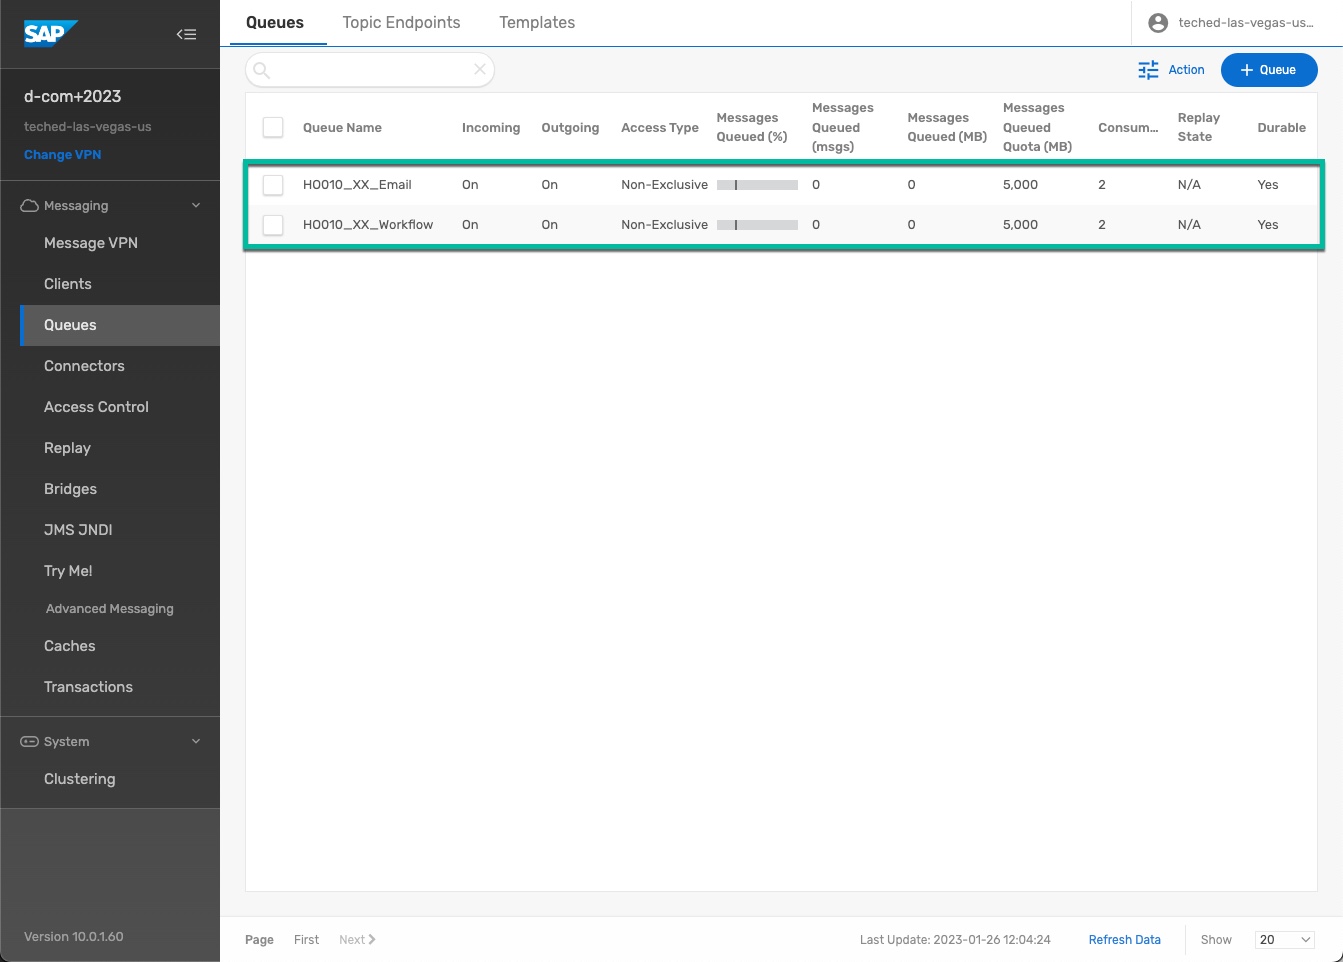 SAP
d-com+2023
teched-las-vegas-us
Change VPN
Messaging
Message VPN
Clients
Queues
Connectors
Access Control
Replay
Bridges
JMS JNDI
Try Me!
Advanced Messaging
Caches
Transactions
System
Clustering
Version 10.0.1.60
Queues Topic Endpoints Templates
teched-las-vegas-us...
Action
+ Queue
Queue Name Incoming Outgoing Access Type Messages Queued (%) Messages Queued (msgs) Messages Queued (MB) Messages Queued Quota (MB) Consum... Replay State Durable
HO010_XX_Email On On Non-Exclusive 0 0 5,000 2 N/A Yes
HO010_XX_Workflow On On Non-Exclusive 0 0 5,000 2 N/A Yes
Page First Next Last Update: 2023-01-26 12:04:24 Refresh Data Show 20